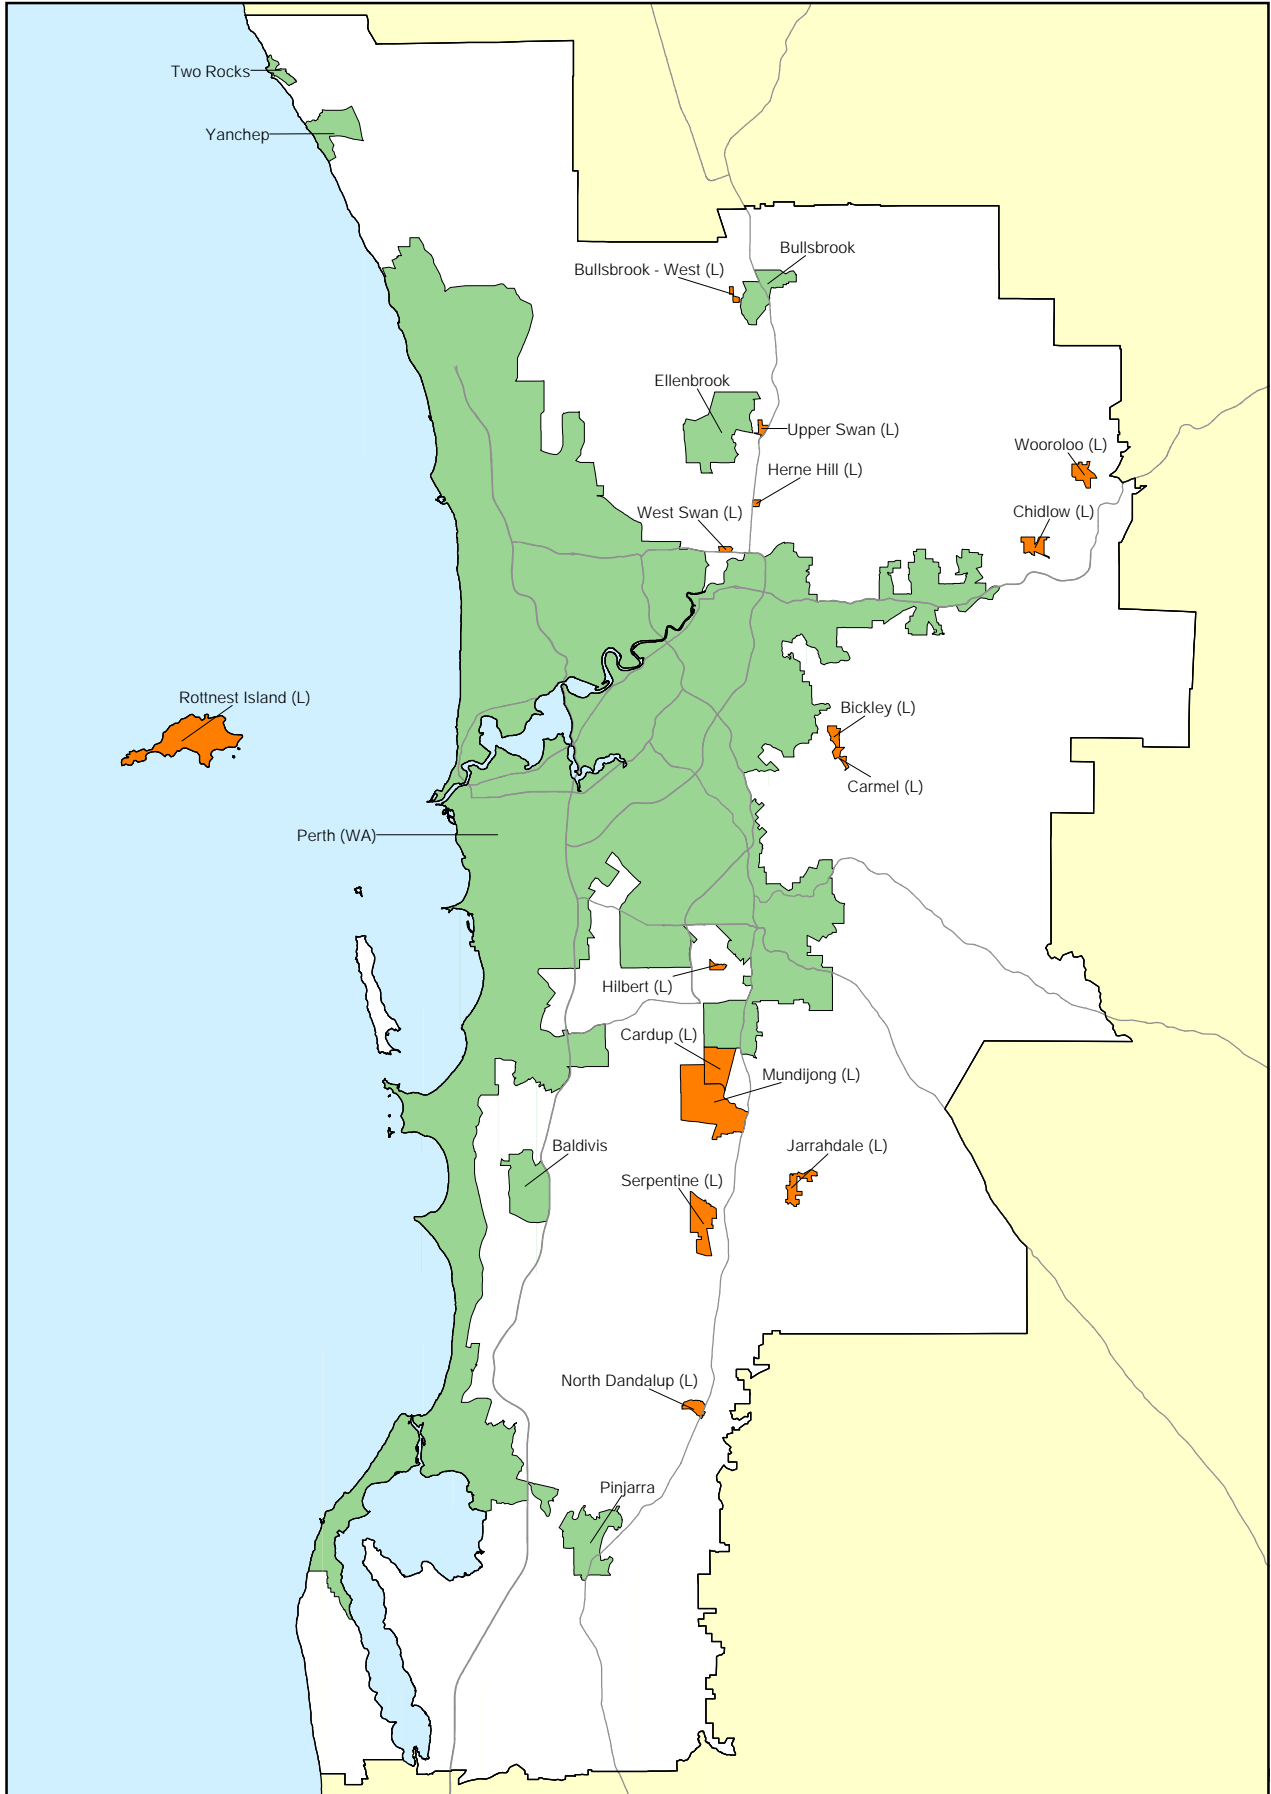 Two Rocks
Yanchep
Bullsbrook
Bullsbrook - West (L)
Ellenbrook
Upper Swan (L)
Wooroloo (L)
Herne Hill (L)
West Swan (L)
Chidlow (L)
Rottnest Island (L)
Bickley (L)
Carmel (L)
Perth (WA)
Hilbert (L)
Cardup (L)
Mundijong (L)
Baldivis
Jarrahdale (L)
Serpentine (L)
North Dandalup (L)
Pinjarra